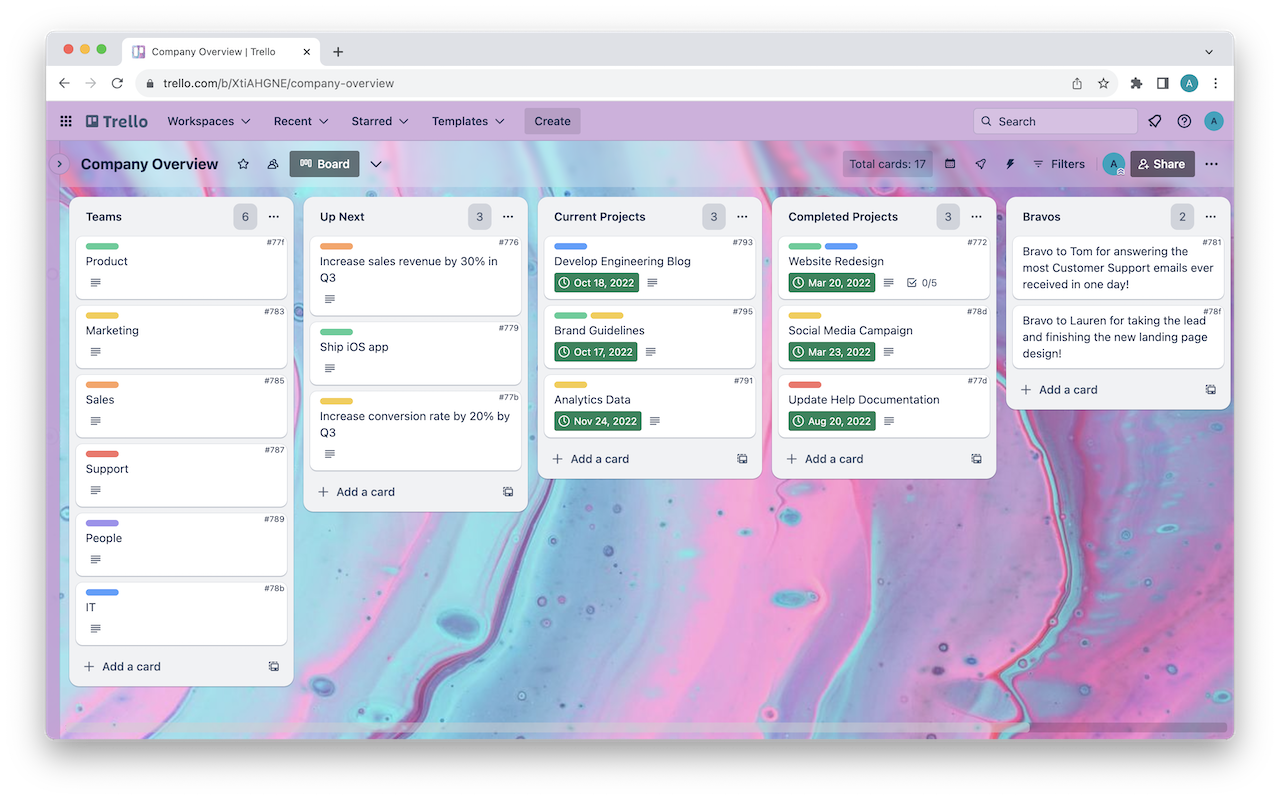 Company Overview | Trello
trello.com/b/XtiAHGNE/company-overview
A
Trello
Workspaces
Recent
Starred
Templates
Create
Search
A
Company Overview
Board
Total cards: 17
Filters
A
Share
Teams
6
#77f
Product
#783
Marketing
#785
Sales
#787
Support
#789
People
#78b
IT
Add a card
Up Next
3
#776
Increase sales revenue by 30% in
Q3
#779
Ship iOS app
#77b
Increase conversion rate by 20% by
Q3
Add a card
Current Projects
3
#793
Develop Engineering Blog
Oct 18, 2022
#795
Brand Guidelines
Oct 17, 2022
#791
Analytics Data
Nov 24, 2022
Add a card
Completed Projects
3
#772
Website Redesign
Mar 20, 2022
0/5
#78d
Social Media Campaign
Mar 23, 2022
#77d
Update Help Documentation
Aug 20, 2022
Add a card
Bravos
2
#781
Bravo to Tom for answering the
most Customer Support emails ever
received in one day!
#78f
Bravo to Lauren for taking the lead
and finishing the new landing page
design!
Add a card